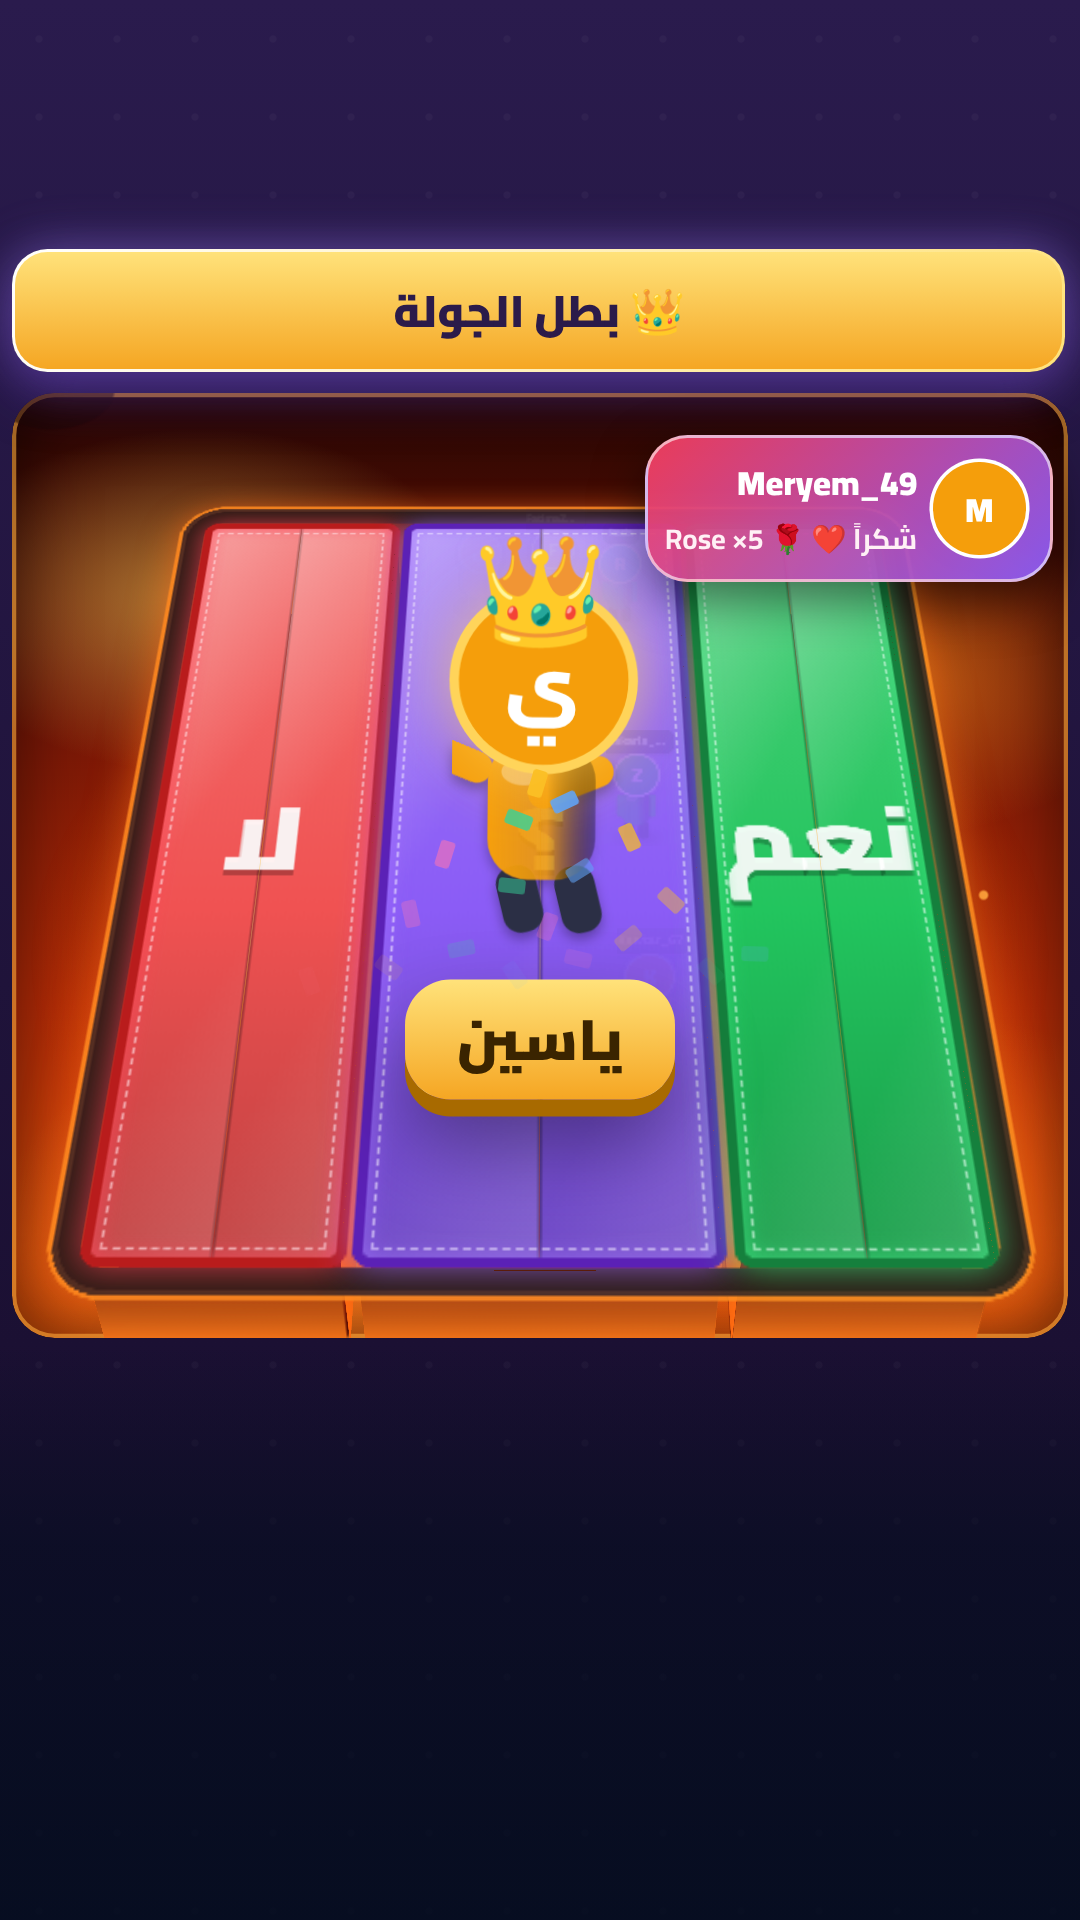 👑 بطل الجولة
Meryem_49
M
شكراً ❤️ 🌹 Rose ×5
ي
لا
نعم
ياسين